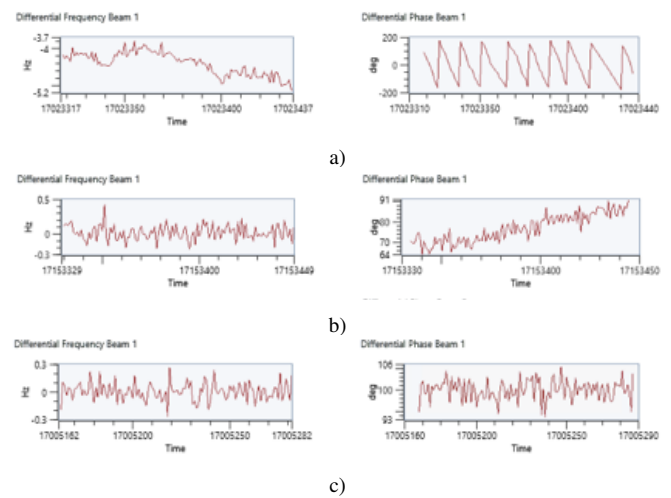 Differential Frequency Beam 1
Differential Phase Beam 1
-3.7
-4
-5.2
Hz
17023317
17023350
17023400
17023437
Time
200
0
-200
deg
17023310
17023350
17023400
17023440
Time
a)
Differential Frequency Beam 1
Differential Phase Beam 1
0.5
0
-0.3
Hz
17153329
17153400
17153449
Time
91
80
70
64
deg
17153330
17153400
17153450
Time
b)
Differential Frequency Beam 1
Differential Phase Beam 1
0.3
0
-0.3
Hz
17005162
17005200
17005250
17005282
Time
106
100
93
deg
17005160
17005200
17005250
17005290
Time
c)